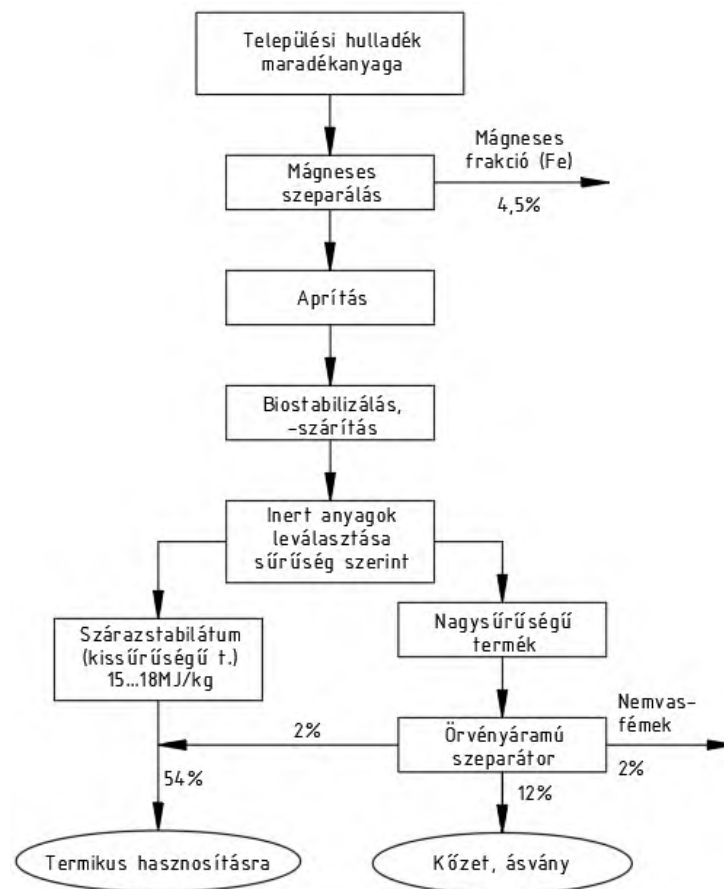 Települési hulladék
maradékanyaga
Mágneses
szeparálás
Mágneses
frakció (Fe)
4,5%
Aprítás
Biostabilizálás,
-szárítás
Inert anyagok
leválasztása
sűrűség szerint
Szárazstabilátum
(kissűrűségű t.)
15...18MJ/kg
Nagysűrűségű
termék
Örvényáramú
szeparátor
Nemvas-
fémek
2%
2%
54%
12%
Termikus hasznosításra
Kőzet, ásvány